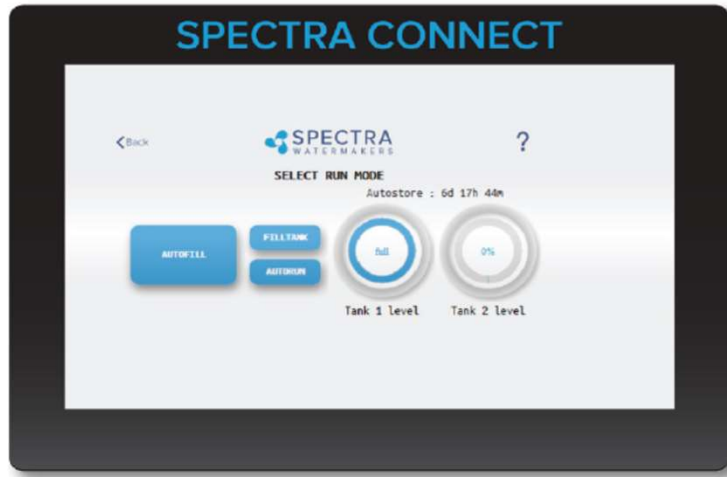 SPECTRA CONNECT
Back
SPECTRA
WATERMAKERS
?
SELECT RUN MODE
Autostore : 6d 17h 44m
AUTOFILL
FILLTANK
AUTORUN
full
0%
Tank 1 level
Tank 2 level